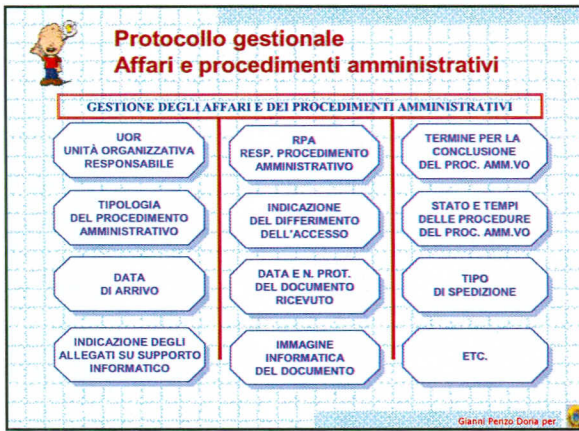 Protocollo gestionale
Affari e procedimenti amministrativi
GESTIONE DEGLI AFFARI E DEI PROCEDIMENTI AMMINISTRATIVI
UOR
UNITÀ ORGANIZZATIVA
RESPONSABILE
RPA
RESP. PROCEDIMENTO
AMMINISTRATIVO
TERMINE PER LA
CONCLUSIONE
DEL PROC. AMM.VO
TIPOLOGIA
DEL PROCEDIMENTO
AMMINISTRATIVO
INDICAZIONE
DEL DIFFERIMENTO
DELL'ACCESSO
STATO E TEMPI
DELLE PROCEDURE
DEL PROC. AMM.VO
DATA
DI ARRIVO
DATA E N. PROT.
DEL DOCUMENTO
RICEVUTO
TIPO
DI SPEDIZIONE
INDICAZIONE DEGLI
ALLEGATI SU SUPPORTO
INFORMATICO
IMMAGINE
INFORMATICA
DEL DOCUMENTO
ETC.
Gianni Penzo Doria per